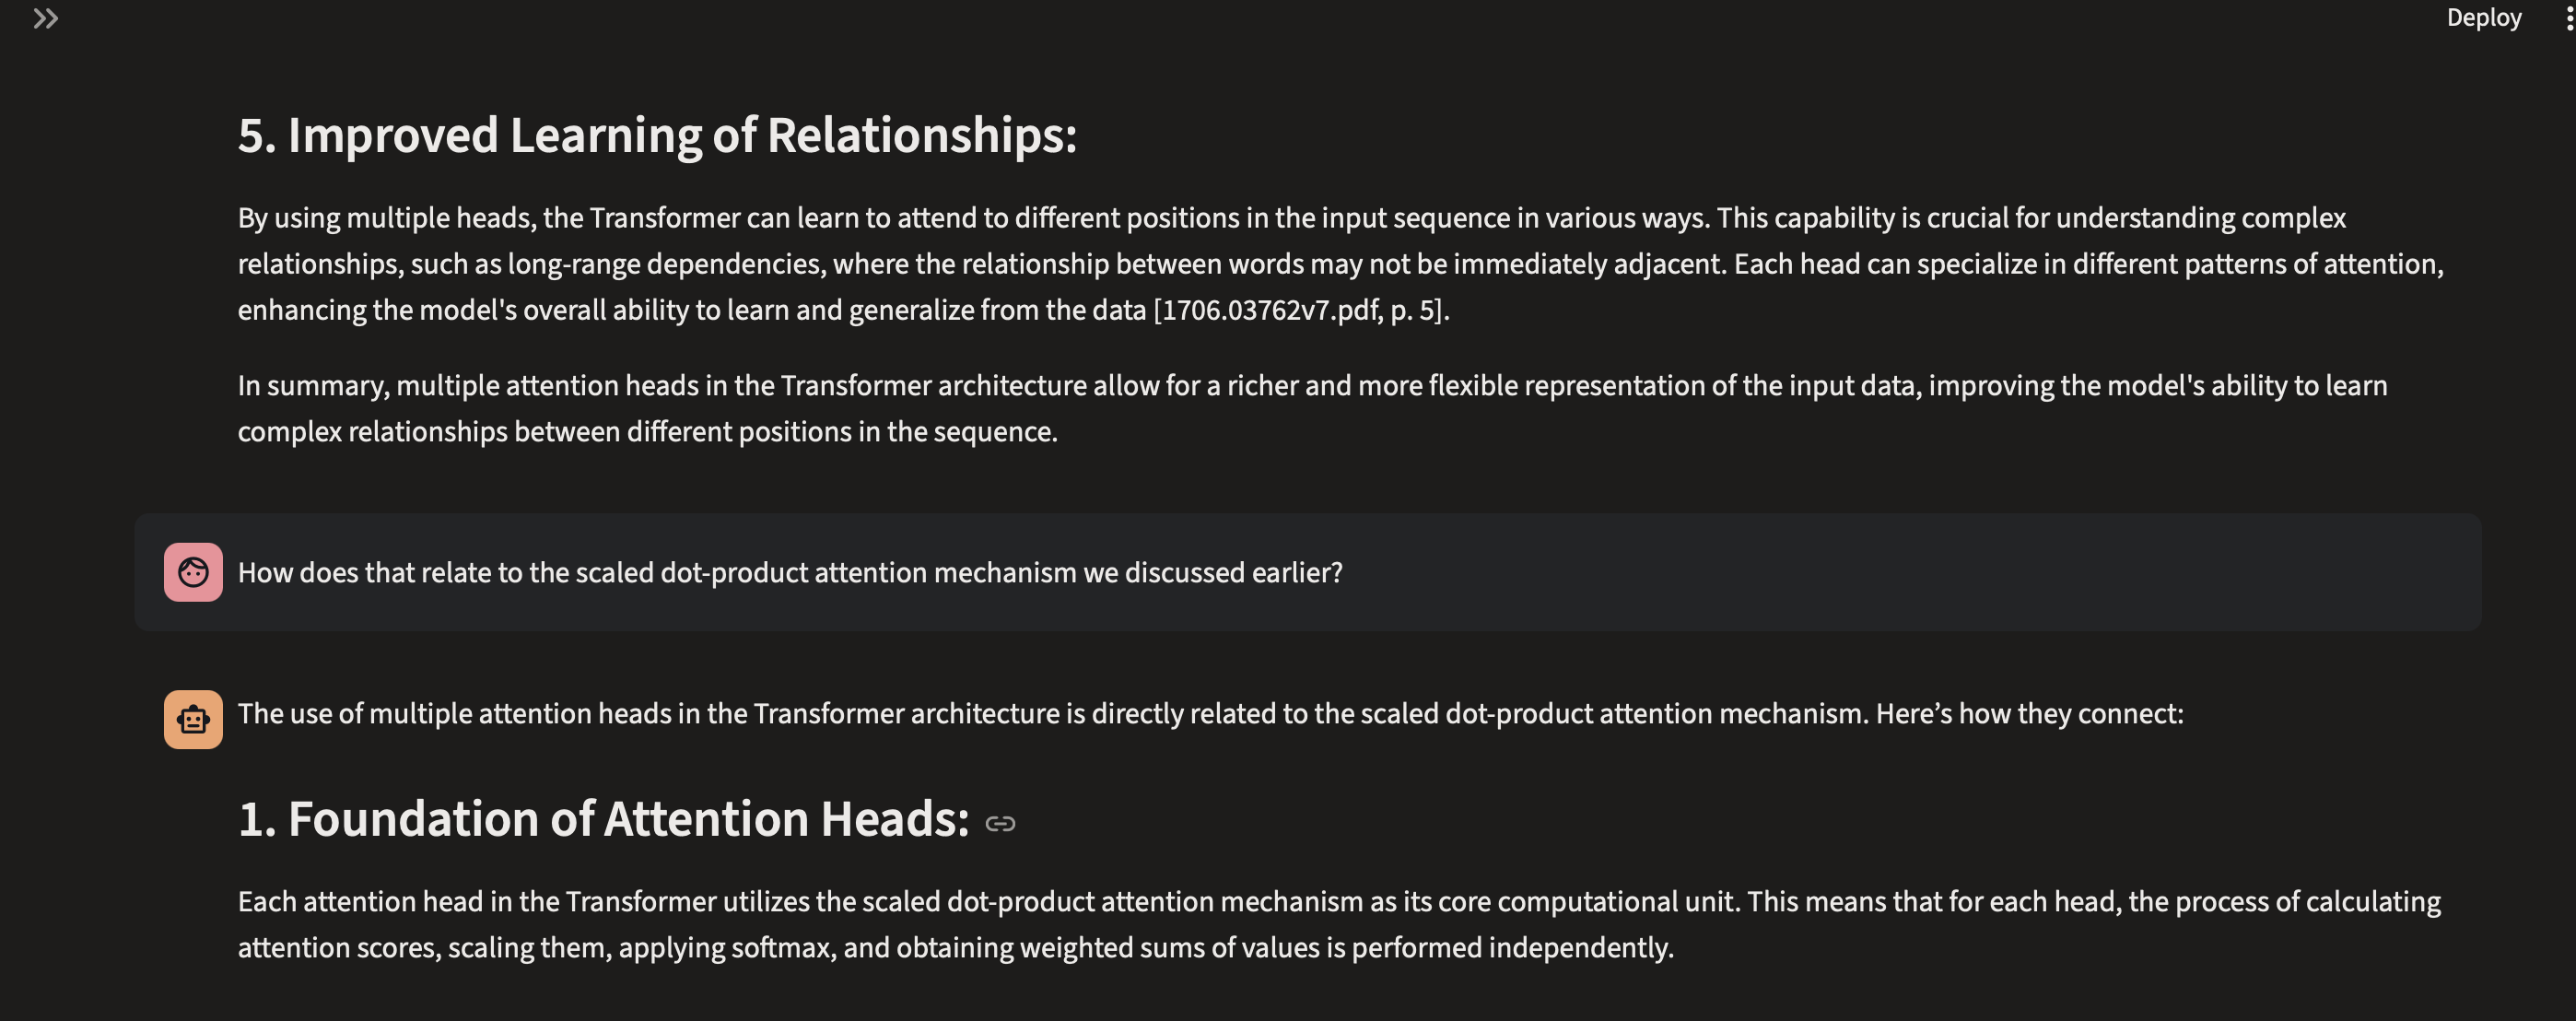 Deploy
5. Improved Learning of Relationships:
By using multiple heads, the Transformer can learn to attend to different positions in the input sequence in various ways. This capability is crucial for understanding complex
relationships, such as long-range dependencies, where the relationship between words may not be immediately adjacent. Each head can specialize in different patterns of attention,
enhancing the model's overall ability to learn and generalize from the data [1706.03762v7.pdf, p. 5].
In summary, multiple attention heads in the Transformer architecture allow for a richer and more flexible representation of the input data, improving the model's ability to learn
complex relationships between different positions in the sequence.
How does that relate to the scaled dot-product attention mechanism we discussed earlier?
The use of multiple attention heads in the Transformer architecture is directly related to the scaled dot-product attention mechanism. Here’s how they connect:
1. Foundation of Attention Heads:
Each attention head in the Transformer utilizes the scaled dot-product attention mechanism as its core computational unit. This means that for each head, the process of calculating
attention scores, scaling them, applying softmax, and obtaining weighted sums of values is performed independently.